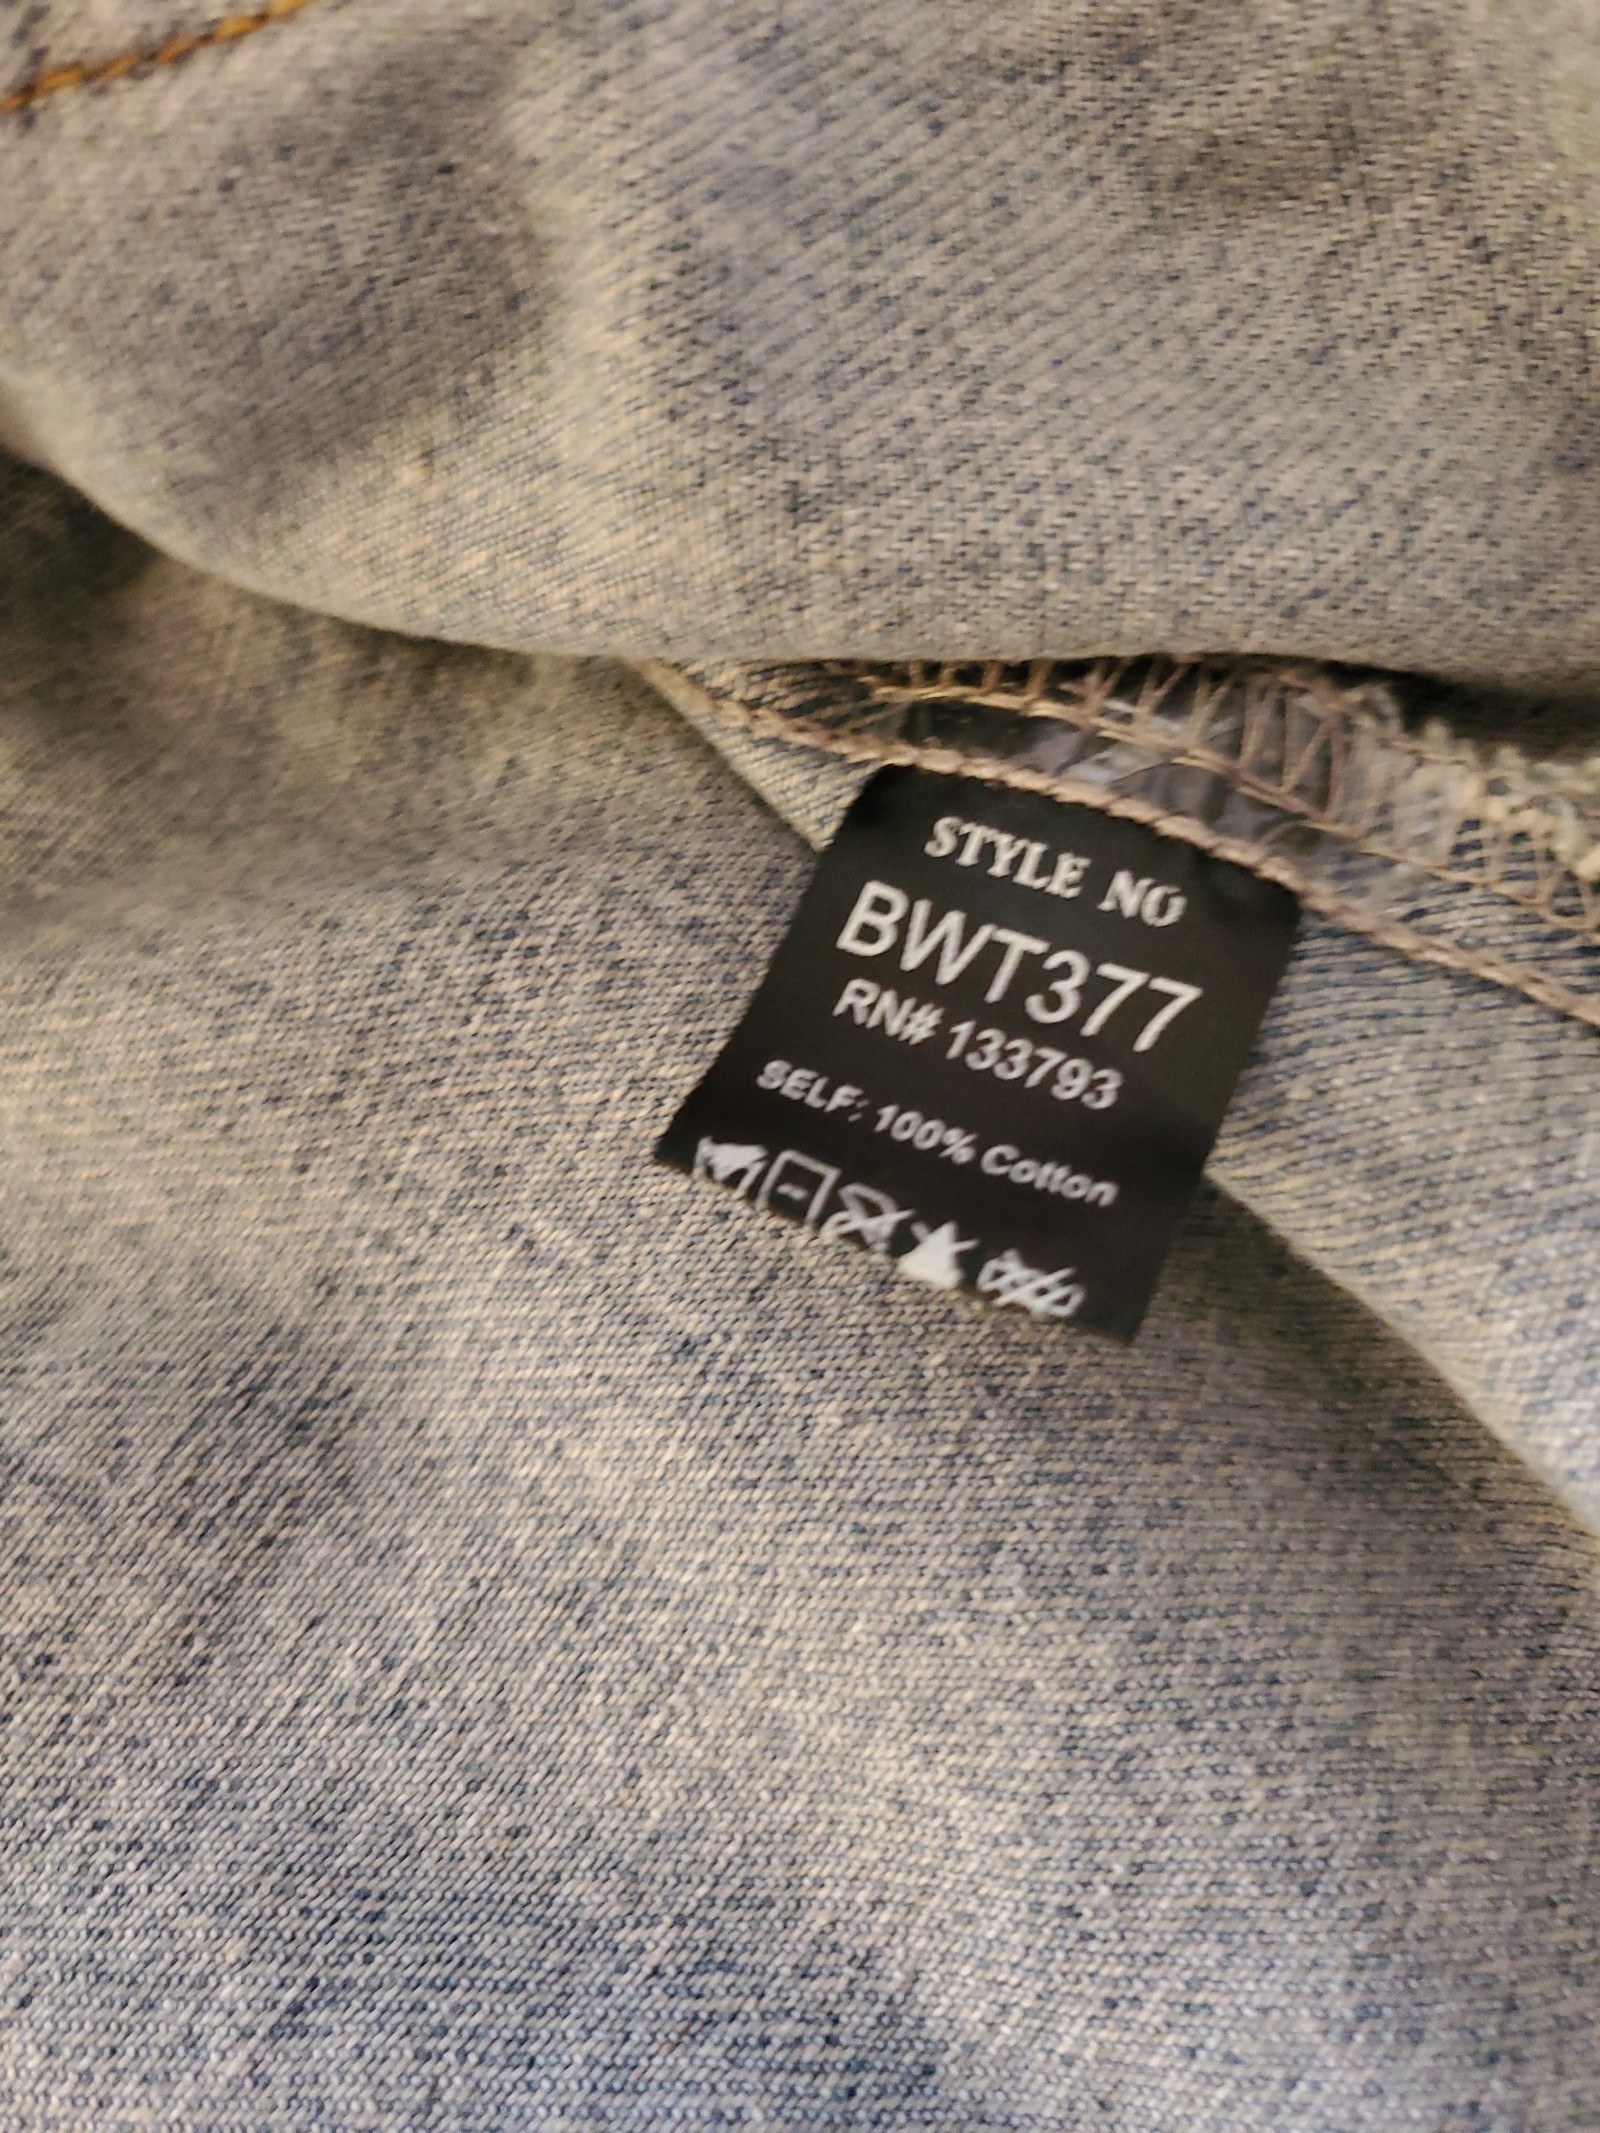 STYLE NO
BWT377
RN# 133793
SELF: 100% Cotton